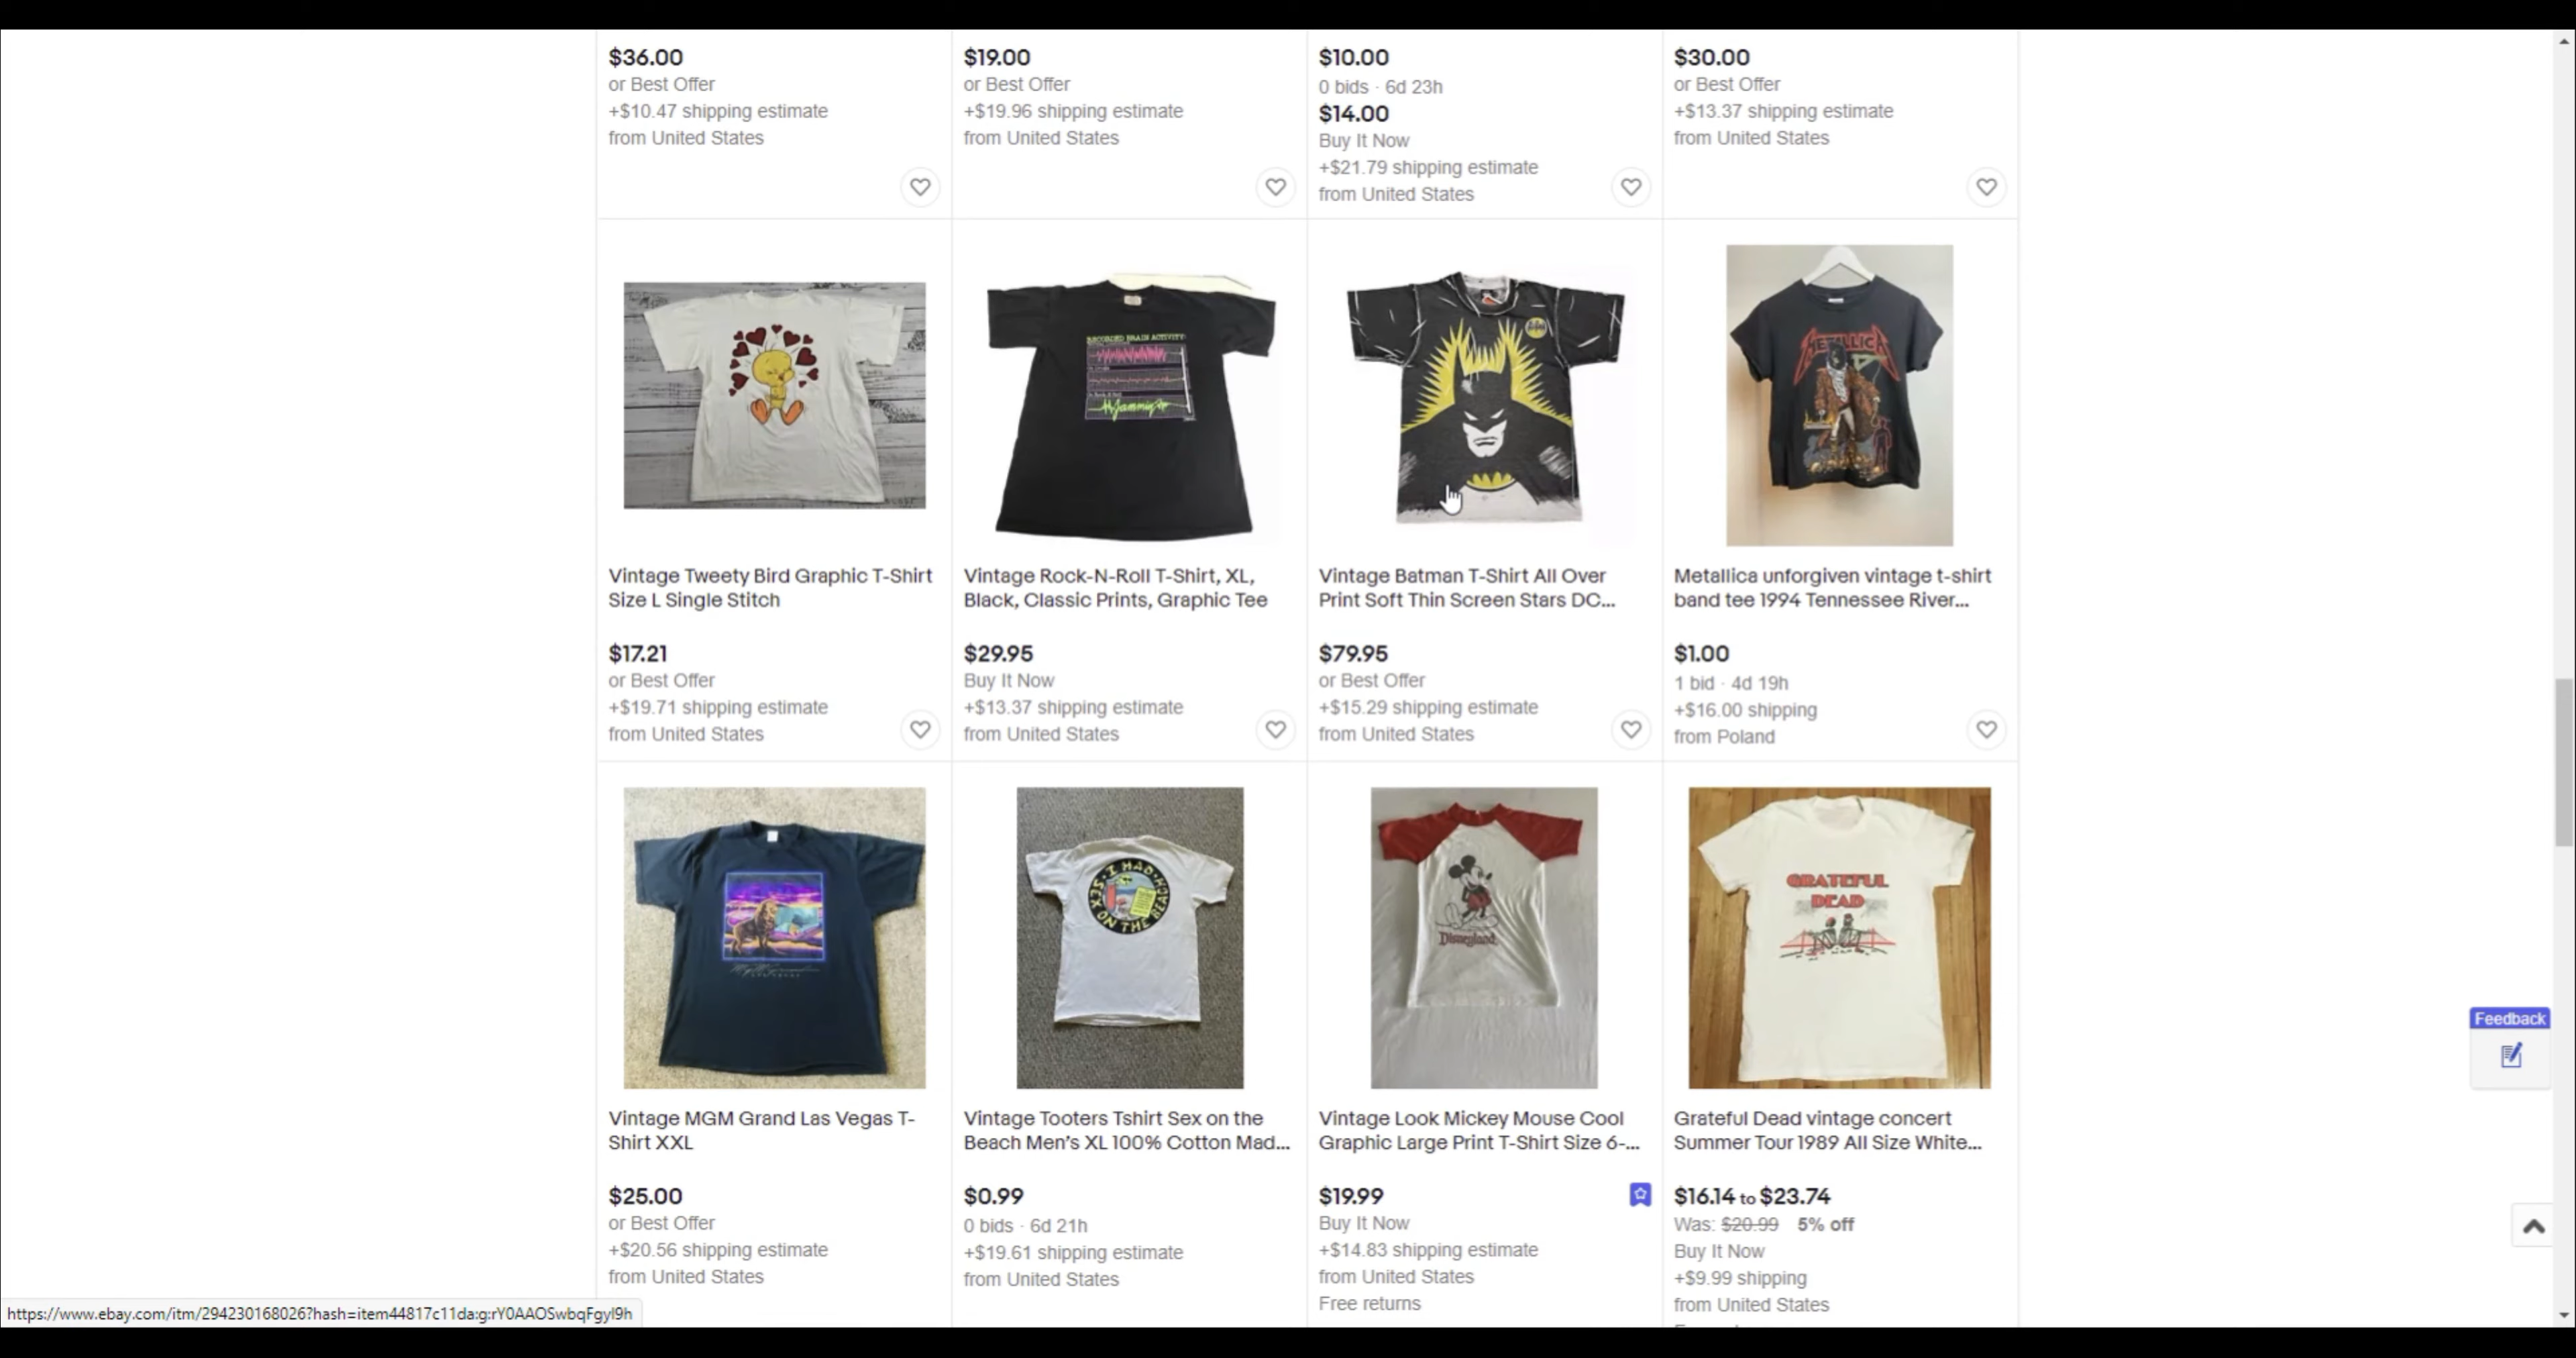 $36.00
or Best Offer
+$10.47 shipping estimate
from United States
$19.00
or Best Offer
+$19.96 shipping estimate
from United States
$10.00
0 bids · 6d 23h
$14.00
Buy It Now
+$21.79 shipping estimate
from United States
$30.00
or Best Offer
+$13.37 shipping estimate
from United States
RECORDED BRAIN ACTIVITY
Jammin
METALLICA
Vintage Tweety Bird Graphic T-Shirt
Size L Single Stitch
$17.21
or Best Offer
+$19.71 shipping estimate
from United States
Vintage Rock-N-Roll T-Shirt, XL,
Black, Classic Prints, Graphic Tee
$29.95
Buy It Now
+$13.37 shipping estimate
from United States
Vintage Batman T-Shirt All Over
Print Soft Thin Screen Stars DC...
$79.95
or Best Offer
+$15.29 shipping estimate
from United States
Metallica unforgiven vintage t-shirt
band tee 1994 Tennessee River...
$1.00
1 bid · 4d 19h
+$16.00 shipping
from Poland
I HAD
SEX ON THE BEACH
Disneyland
GRATEFUL
DEAD
Vintage MGM Grand Las Vegas T-
Shirt XXL
$25.00
or Best Offer
+$20.56 shipping estimate
from United States
Vintage Tooters Tshirt Sex on the
Beach Men's XL 100% Cotton Mad...
$0.99
0 bids · 6d 21h
+$19.61 shipping estimate
from United States
Vintage Look Mickey Mouse Cool
Graphic Large Print T-Shirt Size 6-...
$19.99
Buy It Now
+$14.83 shipping estimate
from United States
Free returns
Grateful Dead vintage concert
Summer Tour 1989 All Size White...
$16.14 to $23.74
Was: $20.99 5% off
Buy It Now
+$9.99 shipping
from United States
Feedback
https://www.ebay.com/itm/294230168026?hash=item44817c11da:g:rY0AAOSwbqFgyl9h